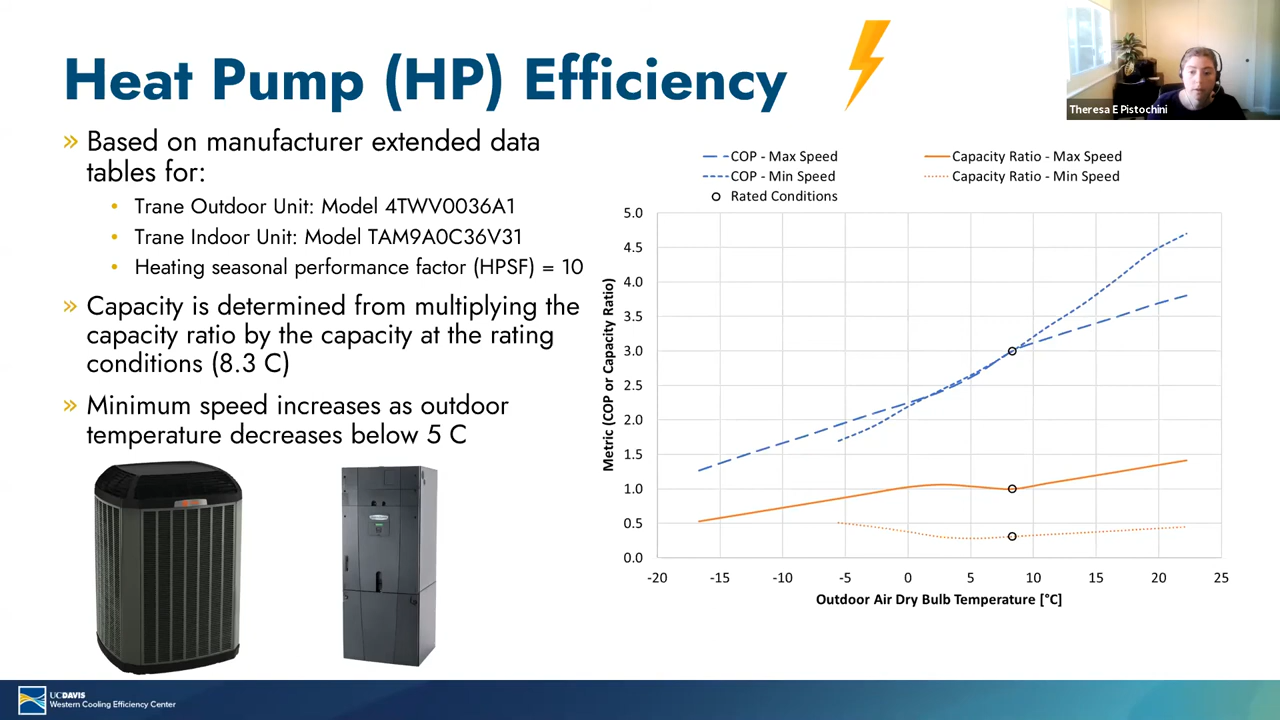 Heat Pump (HP) Efficiency
Theresa E Pistochini
» Based on manufacturer extended data
tables for:
• Trane Outdoor Unit: Model 4TWV0036A1
• Trane Indoor Unit: Model TAM9A0C36V31
• Heating seasonal performance factor (HPSF) = 10
» Capacity is determined from multiplying the
capacity ratio by the capacity at the rating
conditions (8.3 C)
» Minimum speed increases as outdoor
temperature decreases below 5 C
COP - Max Speed
Capacity Ratio - Max Speed
COP - Min Speed
Capacity Ratio - Min Speed
Rated Conditions
Metric (COP or Capacity Ratio)
5.0
4.5
4.0
3.5
3.0
2.5
2.0
1.5
1.0
0.5
0.0
-20 -15 -10 -5 0 5 10 15 20 25
Outdoor Air Dry Bulb Temperature [°C]
UCDAVIS
Western Cooling Efficiency Center